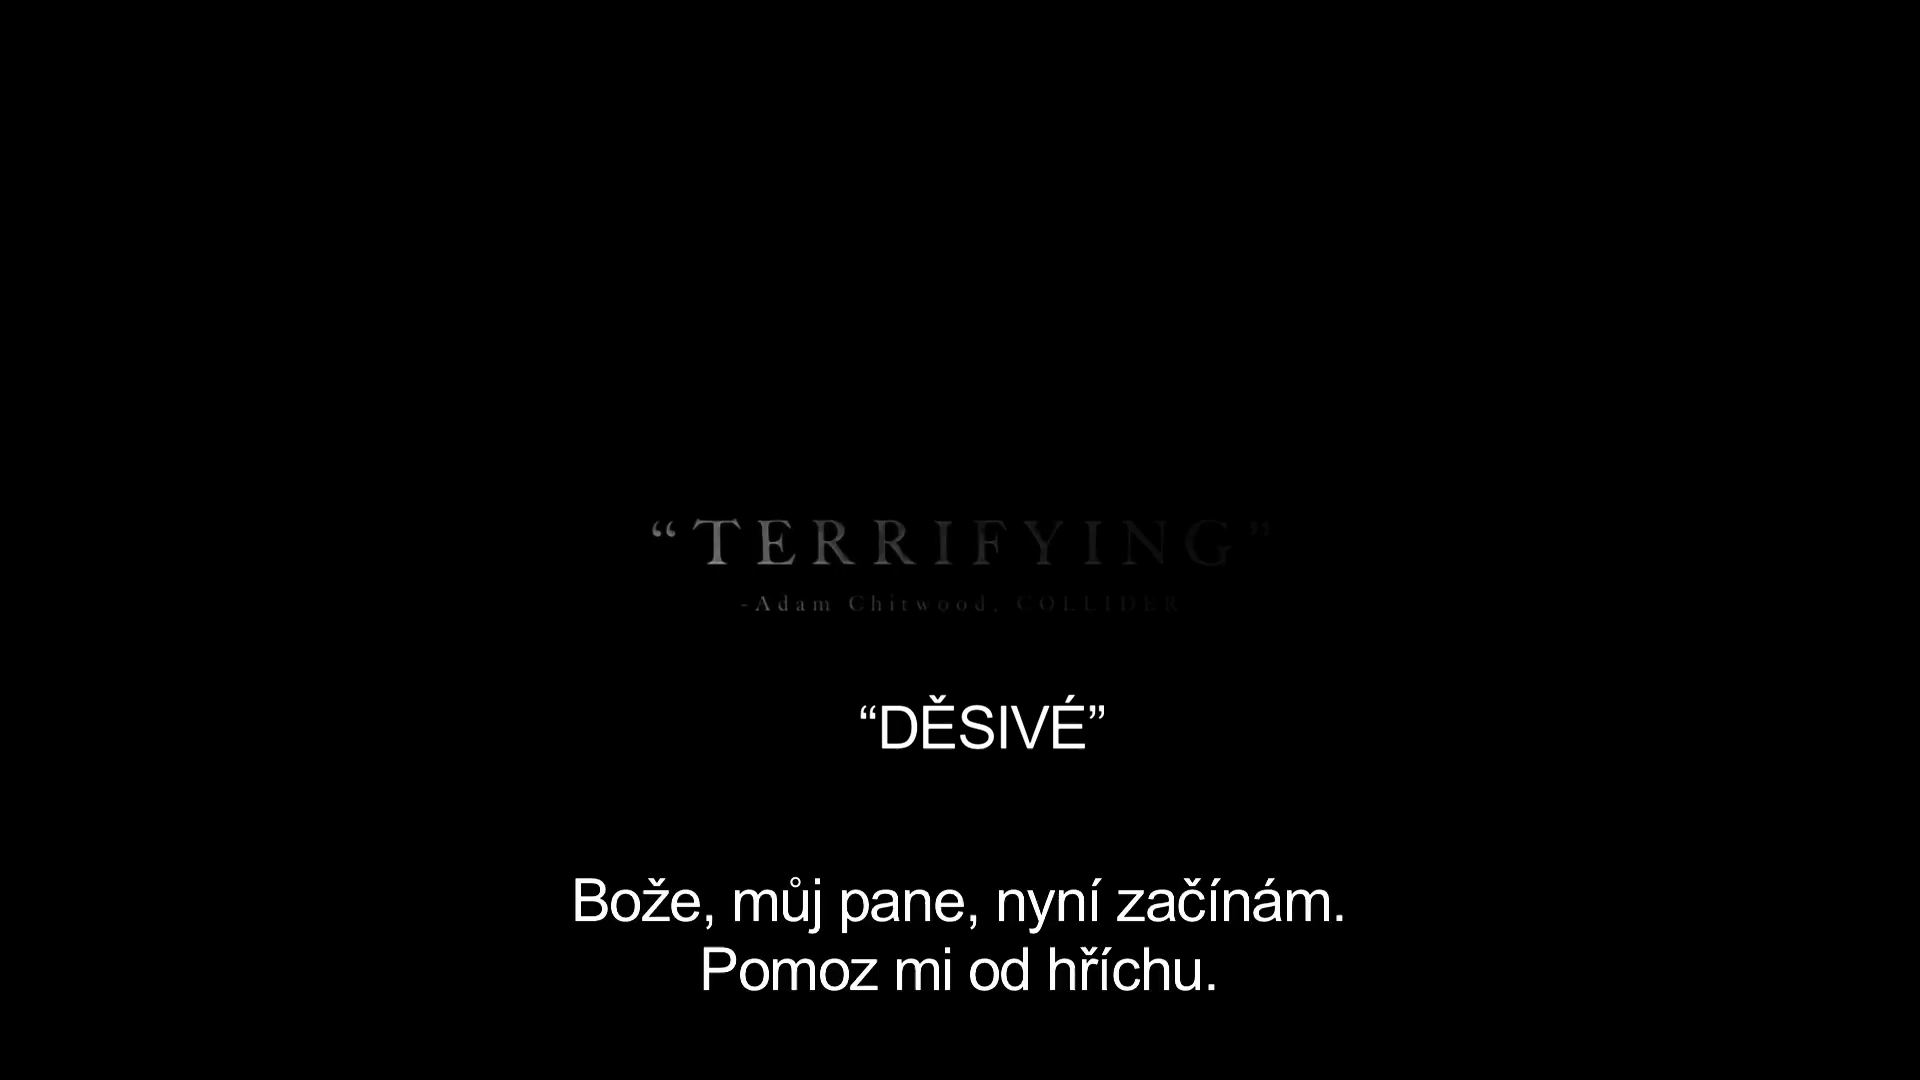 “TERRIFYING”
-Adam Chitwood, COLLIDER
“DĚSIVÉ”
Bože, můj pane, nyní začínám.
Pomoz mi od hříchu.